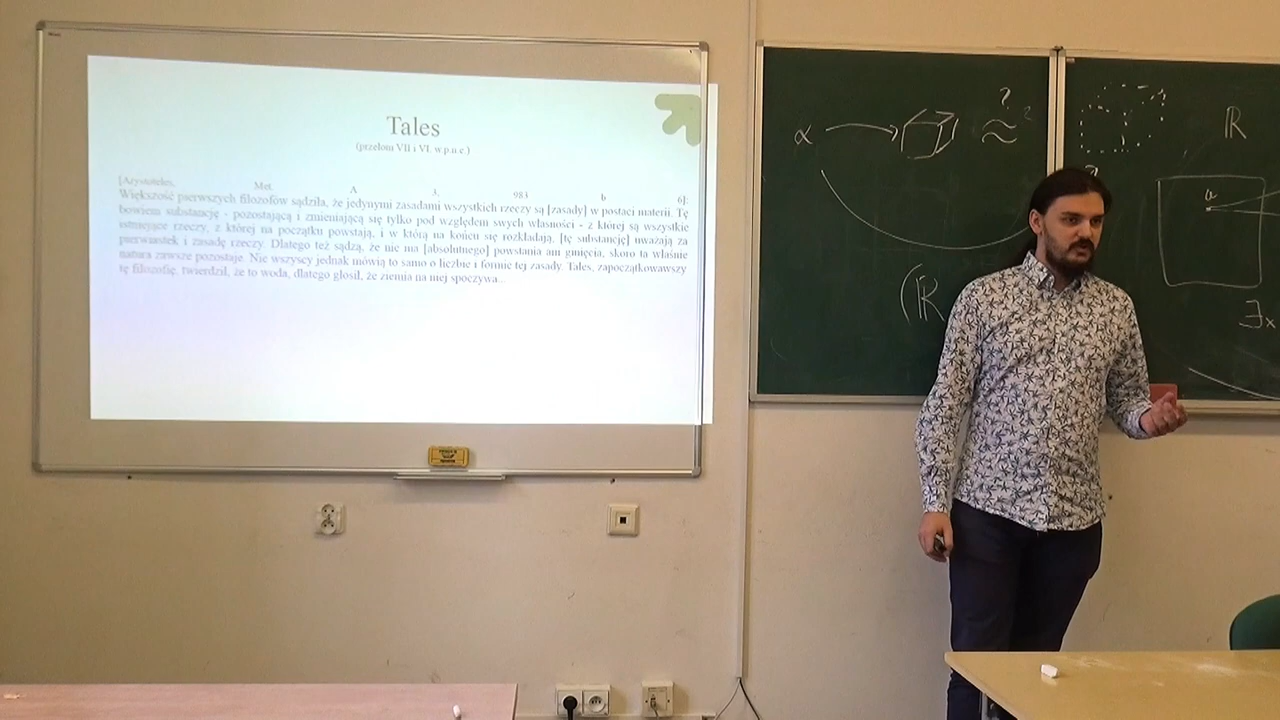 Tales
(przełom VII i VI. w p.n.e.)
[Arystoteles, Met. A 3, 983 b 6]:
Większość pierwszych filozofów sądziła, że jedynymi zasadami wszystkich rzeczy są [zasady] w postaci materii. Tę
bowiem substancję - pozostającą i zmieniającą się tylko pod względem swych własności - z której są wszystkie
istniejące rzeczy, z której na początku powstają, i w którą na końcu się rozkładają, [tę substancję] uważają za
pierwiastek i zasadę rzeczy. Dlatego też sądzą, że nie ma [absolutnego] powstania ani ginięcia, skoro ta właśnie
natura zawsze pozostaje. Nie wszyscy jednak mówią to samo o liczbie i formie tej zasady. Tales, zapoczątkowawszy
tę filozofię, twierdził, że to woda, dlatego głosił, że ziemia na niej spoczywa...
α ≈ ? ?
(ℝ
ℝ
a
∃x